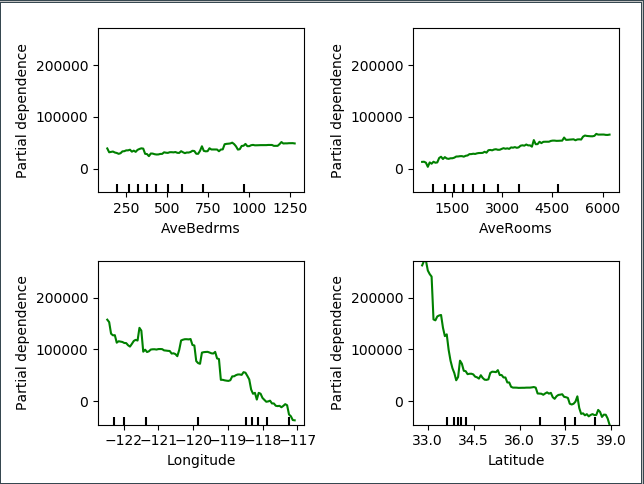 Partial dependence
200000
100000
0
250 500 750 1000 1250
AveBedrms
Partial dependence
200000
100000
0
1500 3000 4500 6000
AveRooms
Partial dependence
200000
100000
0
−122 −121 −120 −119 −118 −117
Longitude
Partial dependence
200000
100000
0
33.0 34.5 36.0 37.5 39.0
Latitude